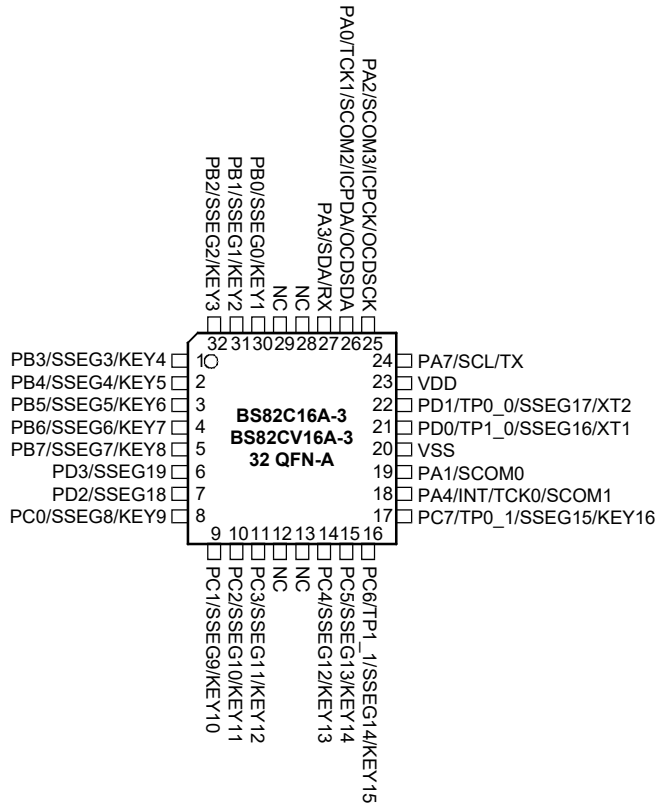 PB2/SSEG2/KEY3
PB1/SSEG1/KEY2
PB0/SSEG0/KEY1
NC
NC
PA3/SDA/RX
PA0/TCK1/SCOM2/ICPDA/OCDSDA
PA2/SCOM3/ICPCK/OCDSCK
32
31
30
29
28
27
26
25
PB3/SSEG3/KEY4
PB4/SSEG4/KEY5
PB5/SSEG5/KEY6
PB6/SSEG6/KEY7
PB7/SSEG7/KEY8
PD3/SSEG19
PD2/SSEG18
PC0/SSEG8/KEY9
1
2
3
4
5
6
7
8
BS82C16A-3
BS82CV16A-3
32 QFN-A
24
23
22
21
20
19
18
17
PA7/SCL/TX
VDD
PD1/TP0_0/SSEG17/XT2
PD0/TP1_0/SSEG16/XT1
VSS
PA1/SCOM0
PA4/INT/TCK0/SCOM1
PC7/TP0_1/SSEG15/KEY16
9
10
11
12
13
14
15
16
PC1/SSEG9/KEY10
PC2/SSEG10/KEY11
PC3/SSEG11/KEY12
NC
NC
PC4/SSEG12/KEY13
PC5/SSEG13/KEY14
PC6/TP1_1/SSEG14/KEY15